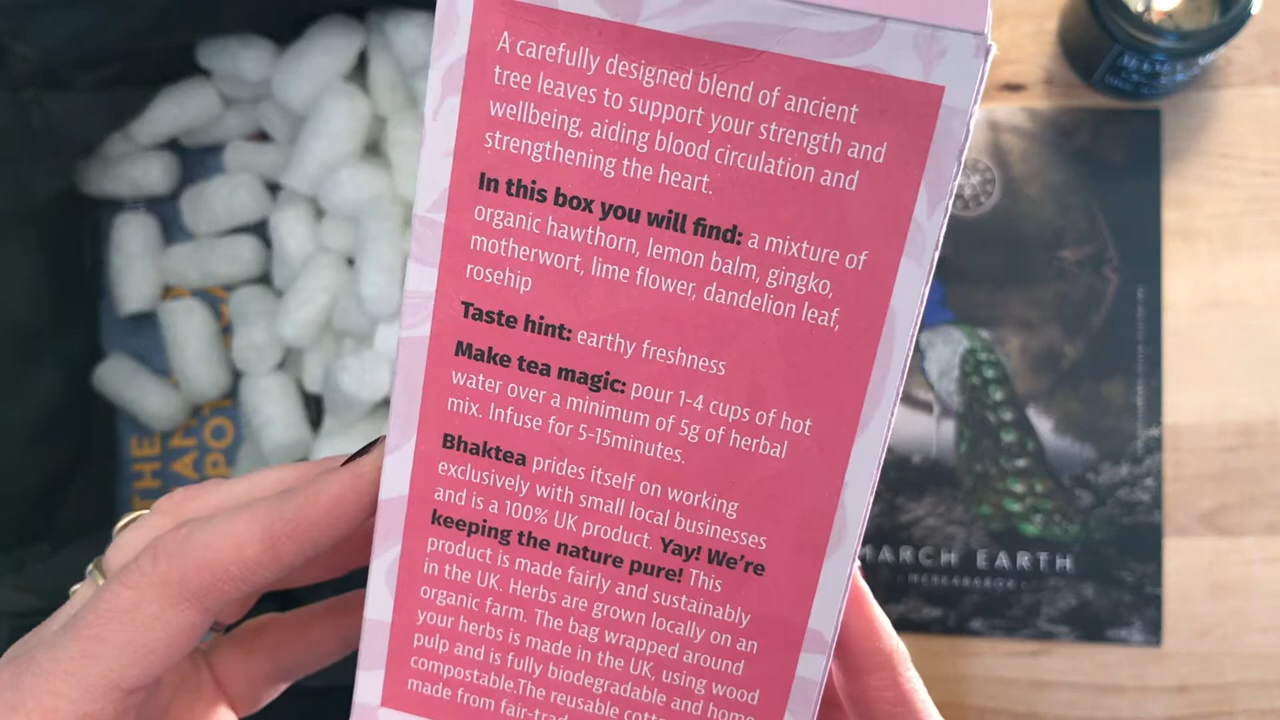 A carefully designed blend of ancient
tree leaves to support your strength and
wellbeing, aiding blood circulation and
strengthening the heart.
In this box you will find: a mixture of
organic hawthorn, lemon balm, gingko,
motherwort, lime flower, dandelion leaf,
rosehip
Taste hint: earthy freshness
Make tea magic: pour 1-4 cups of hot
water over a minimum of 5g of herbal
mix. Infuse for 5-15minutes.
Bhaktea prides itself on working
exclusively with small local businesses
and is a 100% UK product. Yay! We're
keeping the nature pure! This
product is made fairly and sustainably
in the UK. Herbs are grown locally on an
organic farm. The bag wrapped around
your herbs is made in the UK, using wood
pulp and is fully biodegradable and home
compostable.The reusable
made from
THE
MARCH EARTH